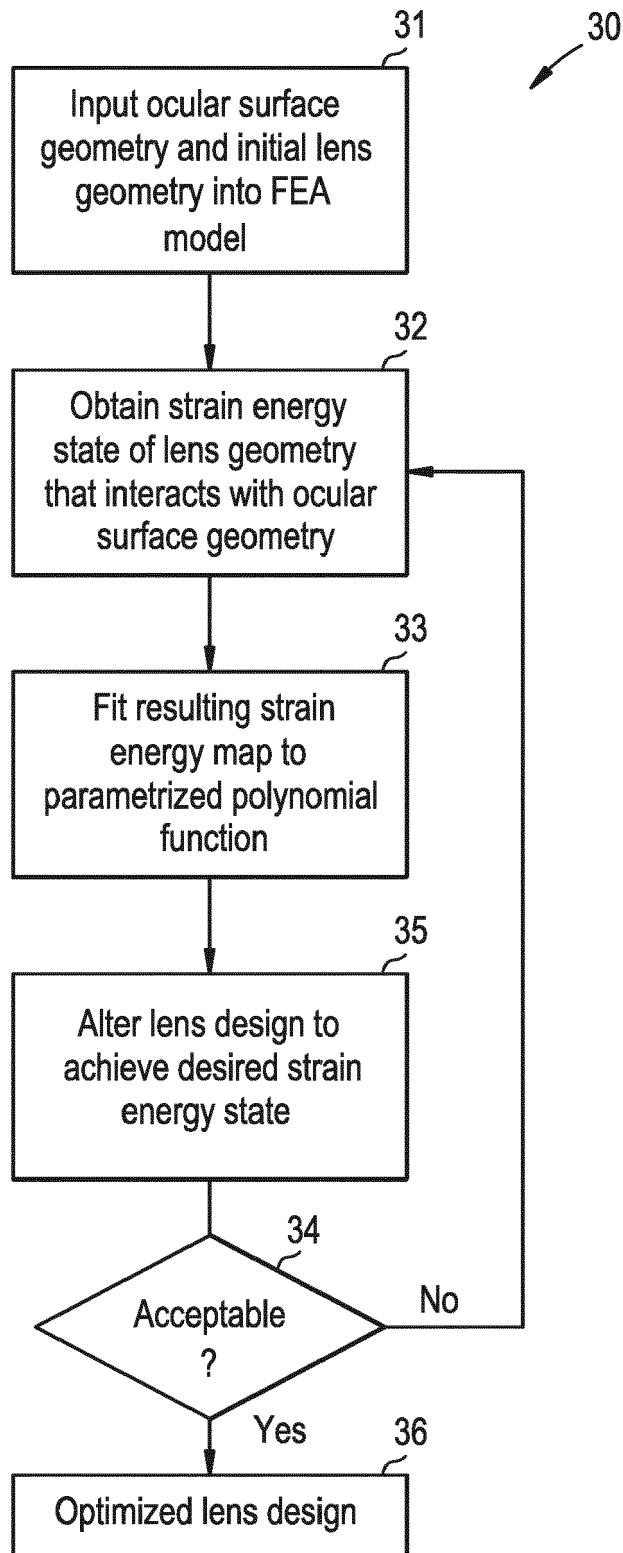 31
30
Input ocular surface
geometry and initial lens
geometry into FEA
model
32
Obtain strain energy
state of lens geometry
that interacts with ocular
surface geometry
33
Fit resulting strain
energy map to
parametrized polynomial
function
35
Alter lens design to
achieve desired strain
energy state
34
Acceptable
?
No
Yes
36
Optimized lens design